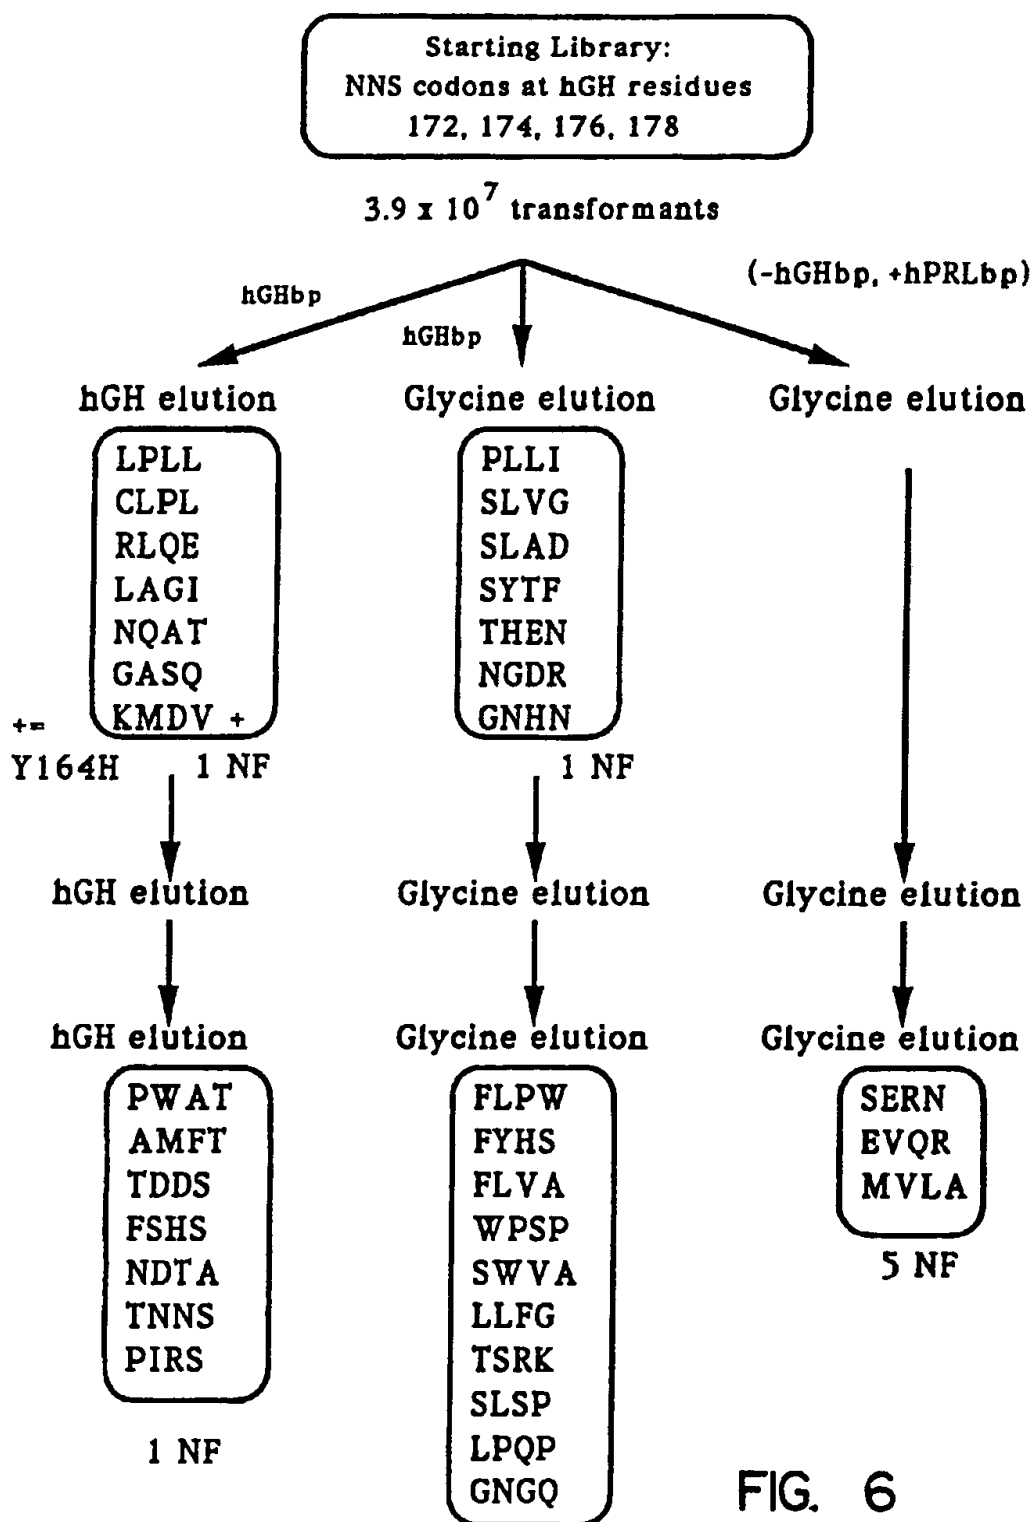 Starting Library:
NNS codons at hGH residues
172, 174, 176, 178
3.9 x 10^7 transformants
(-hGHbp, +hPRLbp)
hGHbp
hGHbp
hGH elution
LPLL
CLPL
RLQE
LAGI
NQAT
GASQ
KMDV +
+=
Y164H
1 NF
hGH elution
hGH elution
PWAT
AMFT
TDDS
FSHS
NDTA
TNNS
PIRS
1 NF
Glycine elution
PLLI
SLVG
SLAD
SYTF
THEN
NGDR
GNHN
1 NF
Glycine elution
Glycine elution
FLPW
FYHS
FLVA
WPSP
SWVA
LLFG
TSRK
SLSP
LPQP
GNGQ
Glycine elution
Glycine elution
Glycine elution
SERN
EVQR
MVLA
5 NF
FIG. 6